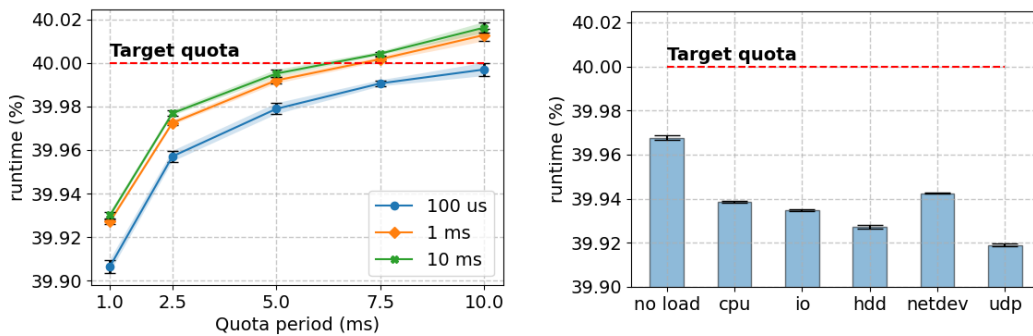 40.02
40.00
39.98
39.96
39.94
39.92
39.90
runtime (%)
Target quota
100 us
1 ms
10 ms
1.0 2.5 5.0 7.5 10.0
Quota period (ms)
40.02
40.00
39.98
39.96
39.94
39.92
39.90
runtime (%)
Target quota
no load cpu io hdd netdev udp